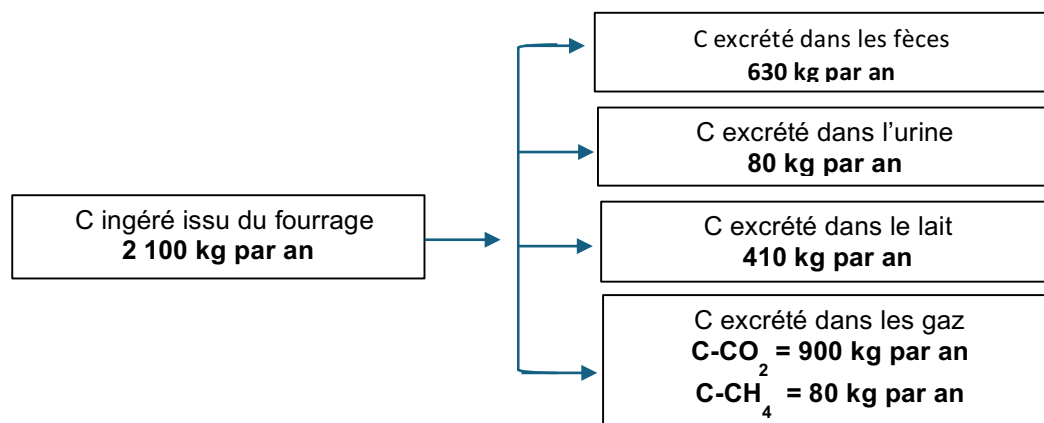 C excrété dans les fèces
630 kg par an
C excrété dans l'urine
80 kg par an
C ingéré issu du fourrage
2 100 kg par an
C excrété dans le lait
410 kg par an
C excrété dans les gaz
C-CO₂ = 900 kg par an
C-CH₄ = 80 kg par an